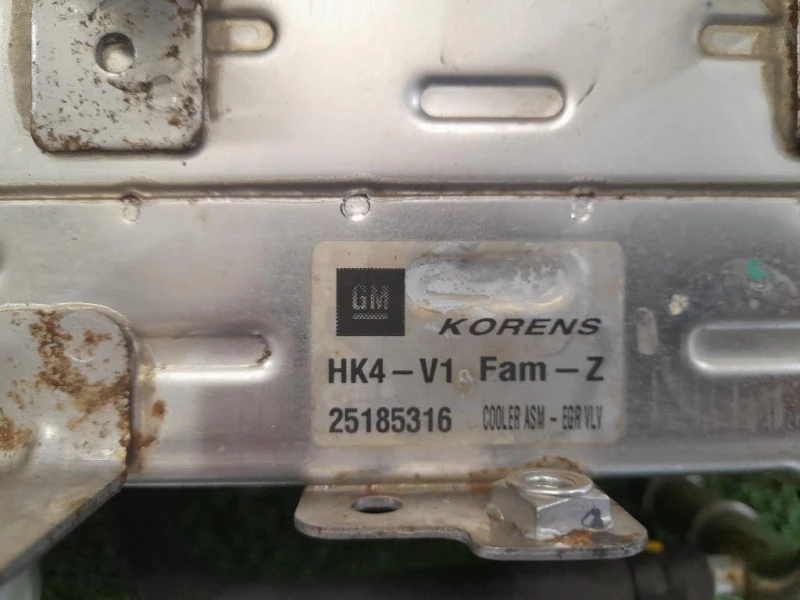 GM
KORENS
HK4-V1 Fam-Z
25185316 COOLER ASM - EGR VLV